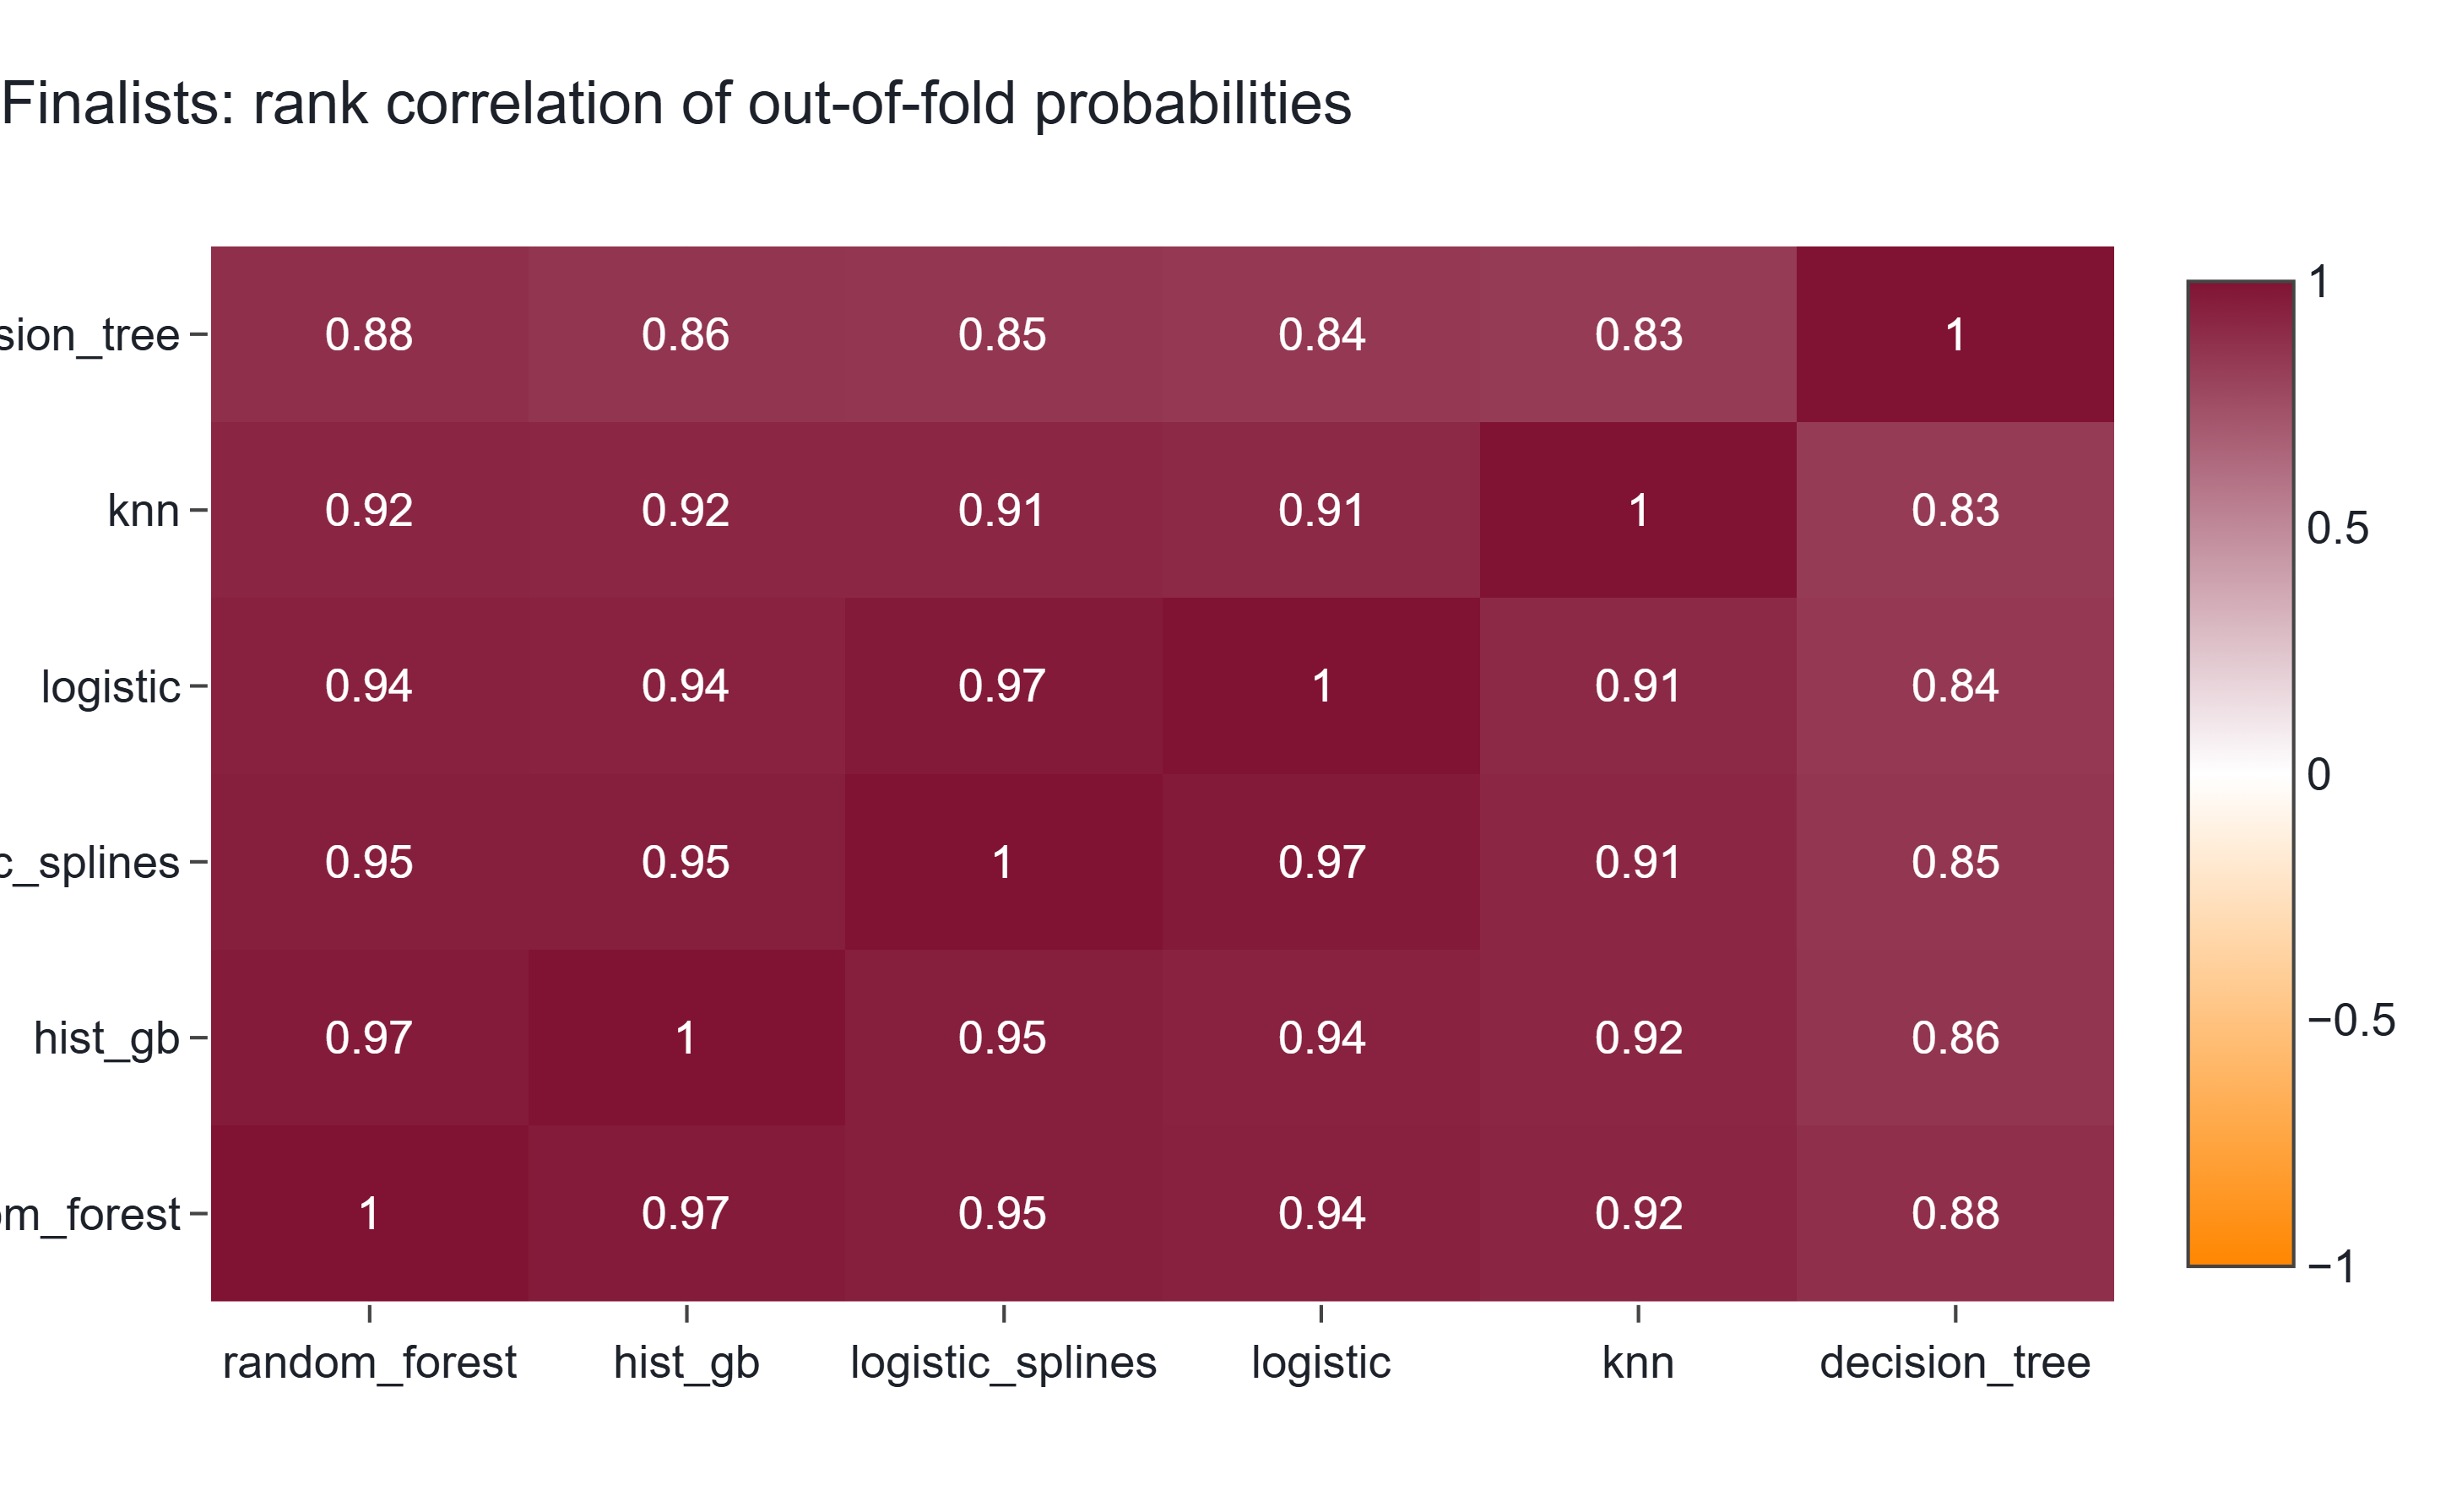 Finalists: rank correlation of out-of-fold probabilities
sion_tree 0.88 0.86 0.85 0.84 0.83 1
knn 0.92 0.92 0.91 0.91 1 0.83
logistic 0.94 0.94 0.97 1 0.91 0.84
c_splines 0.95 0.95 1 0.97 0.91 0.85
hist_gb 0.97 1 0.95 0.94 0.92 0.86
om_forest 1 0.97 0.95 0.94 0.92 0.88
random_forest hist_gb logistic_splines logistic knn decision_tree
1
0.5
0
−0.5
−1